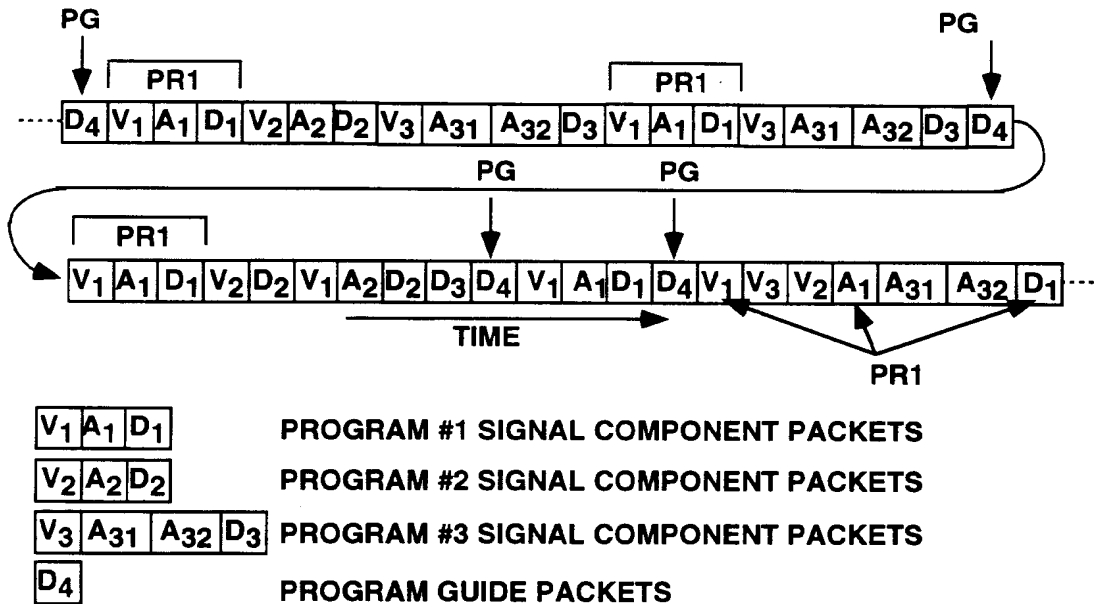 PG PG
PR1 PR1
D4 V1 A1 D1 V2 A2 D2 V3 A31 A32 D3 V1 A1 D1 V3 A31 A32 D3 D4
PG PG
PR1
V1 A1 D1 V2 D2 V1 A2 D2 D3 D4 V1 A1 D1 D4 V1 V3 V2 A1 A31 A32 D1
TIME
PR1
V1 A1 D1 PROGRAM #1 SIGNAL COMPONENT PACKETS
V2 A2 D2 PROGRAM #2 SIGNAL COMPONENT PACKETS
V3 A31 A32 D3 PROGRAM #3 SIGNAL COMPONENT PACKETS
D4 PROGRAM GUIDE PACKETS